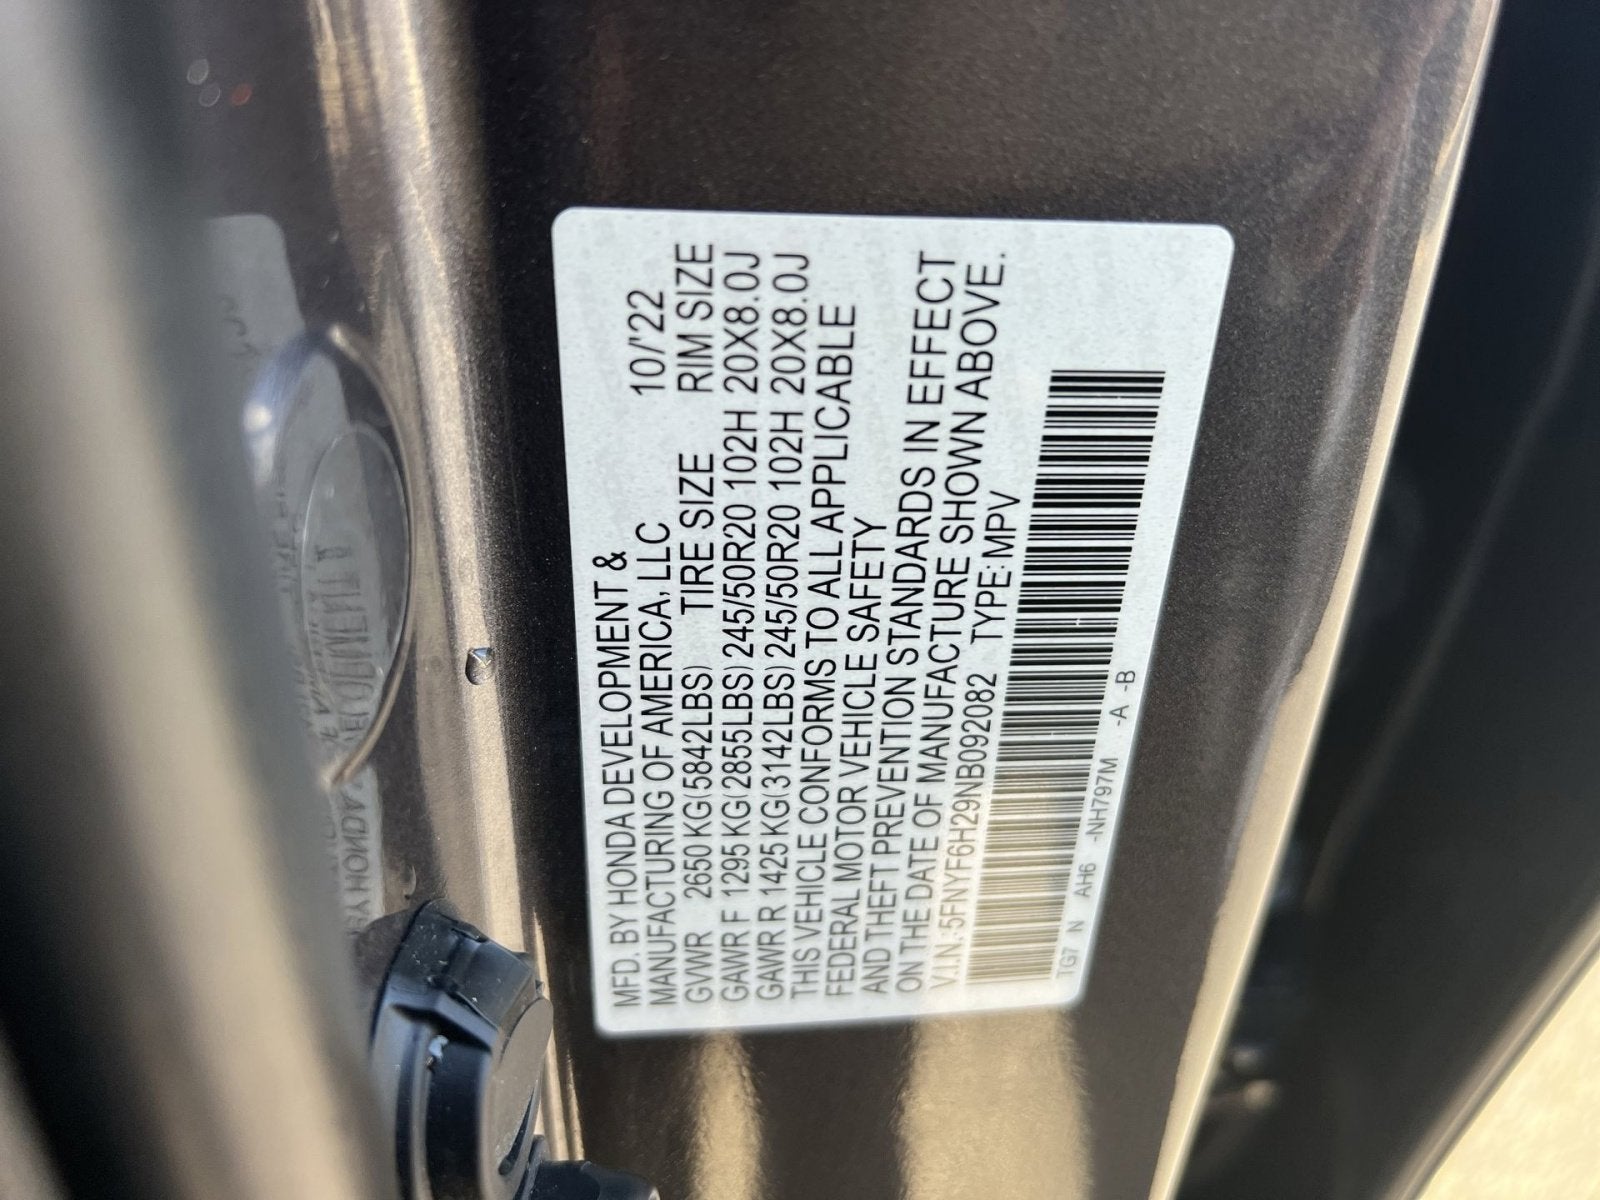 MFD. BY HONDA DEVELOPMENT &
MANUFACTURING OF AMERICA, LLC 10/'22
GVWR 2650 KG(5842LBS) TIRE SIZE RIM SIZE
GAWR F 1295 KG(2855LBS) 245/50R20 102H 20X8.0J
GAWR R 1425 KG(3142LBS) 245/50R20 102H 20X8.0J
THIS VEHICLE CONFORMS TO ALL APPLICABLE
FEDERAL MOTOR VEHICLE SAFETY
AND THEFT PREVENTION STANDARDS IN EFFECT
ON THE DATE OF MANUFACTURE SHOWN ABOVE.
V.I.N.:5FNYF6H29NB092082 TYPE:MPV
TG7 N AH6 -NH797M -A -B